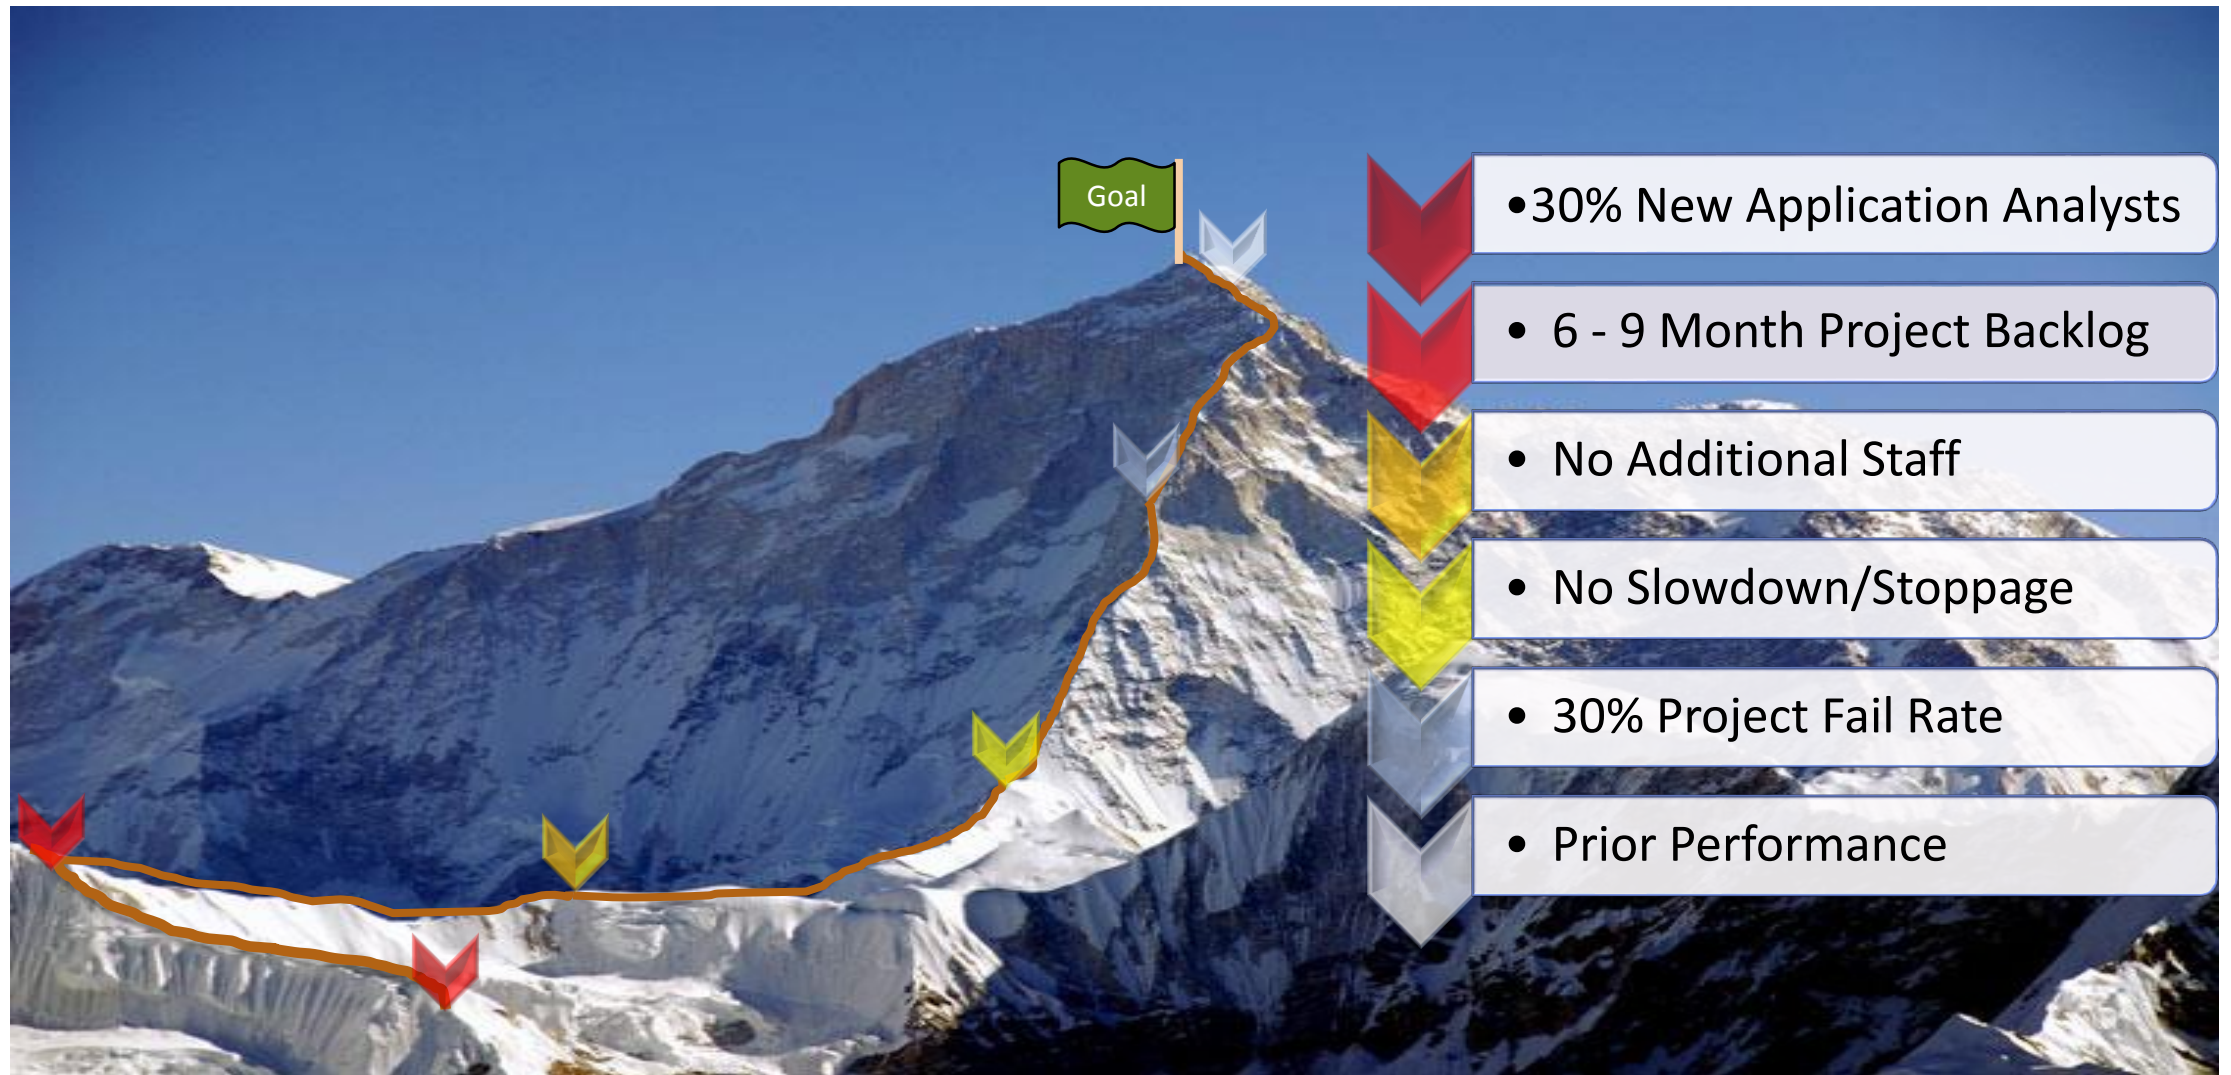 Goal
•30% New Application Analysts
• 6 - 9 Month Project Backlog
• No Additional Staff
• No Slowdown/Stoppage
• 30% Project Fail Rate
• Prior Performance